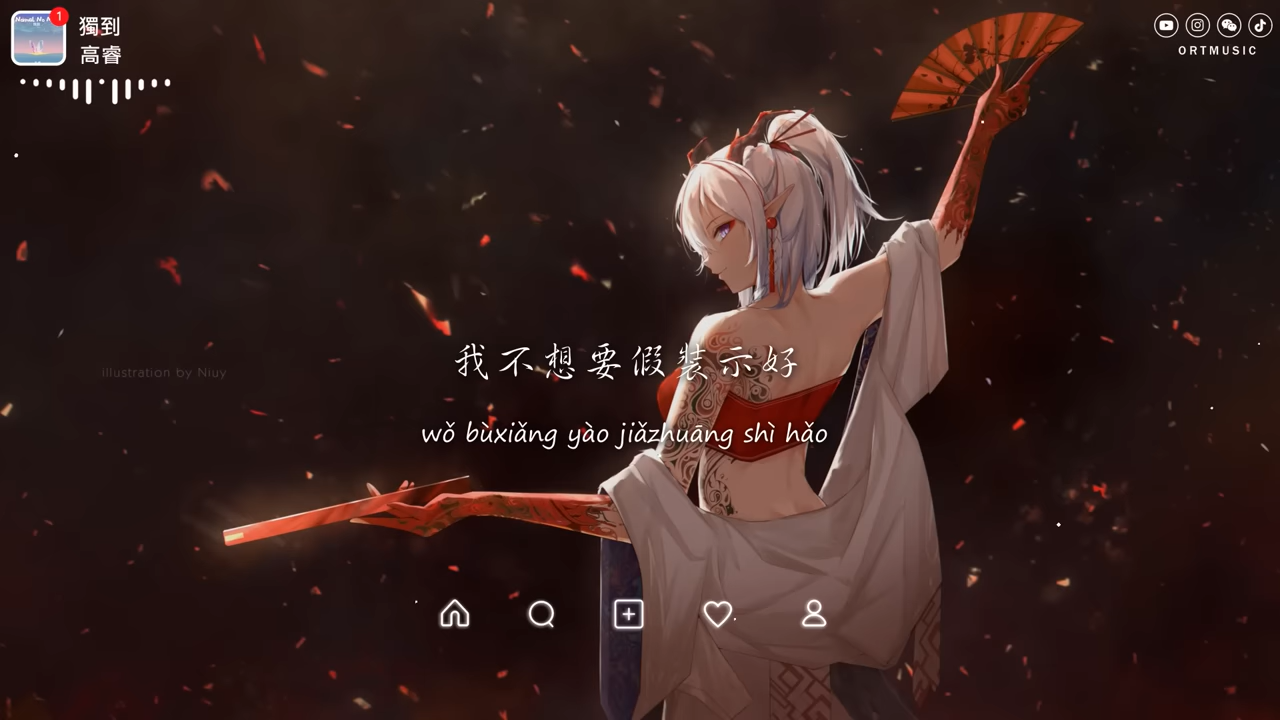 1
獨到
高睿
ORTMUSIC
我不想要假裝示好
wǒ bùxiǎng yào jiǎzhuāng shì hǎo
illustration by Niuy